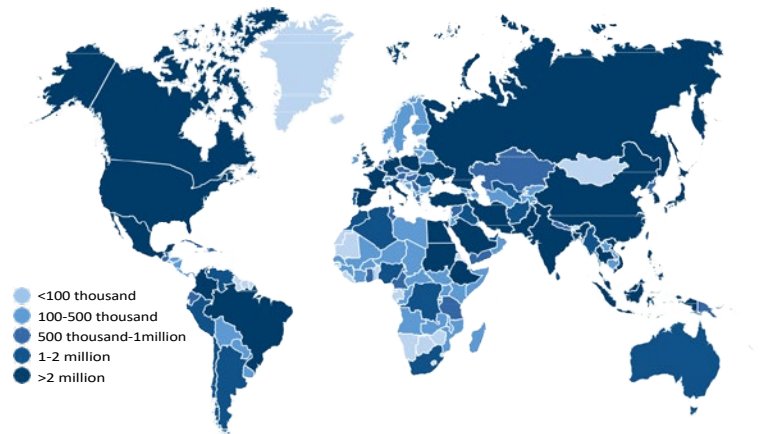 <100 thousand
100-500 thousand
500 thousand-1million
1-2 million
>2 million